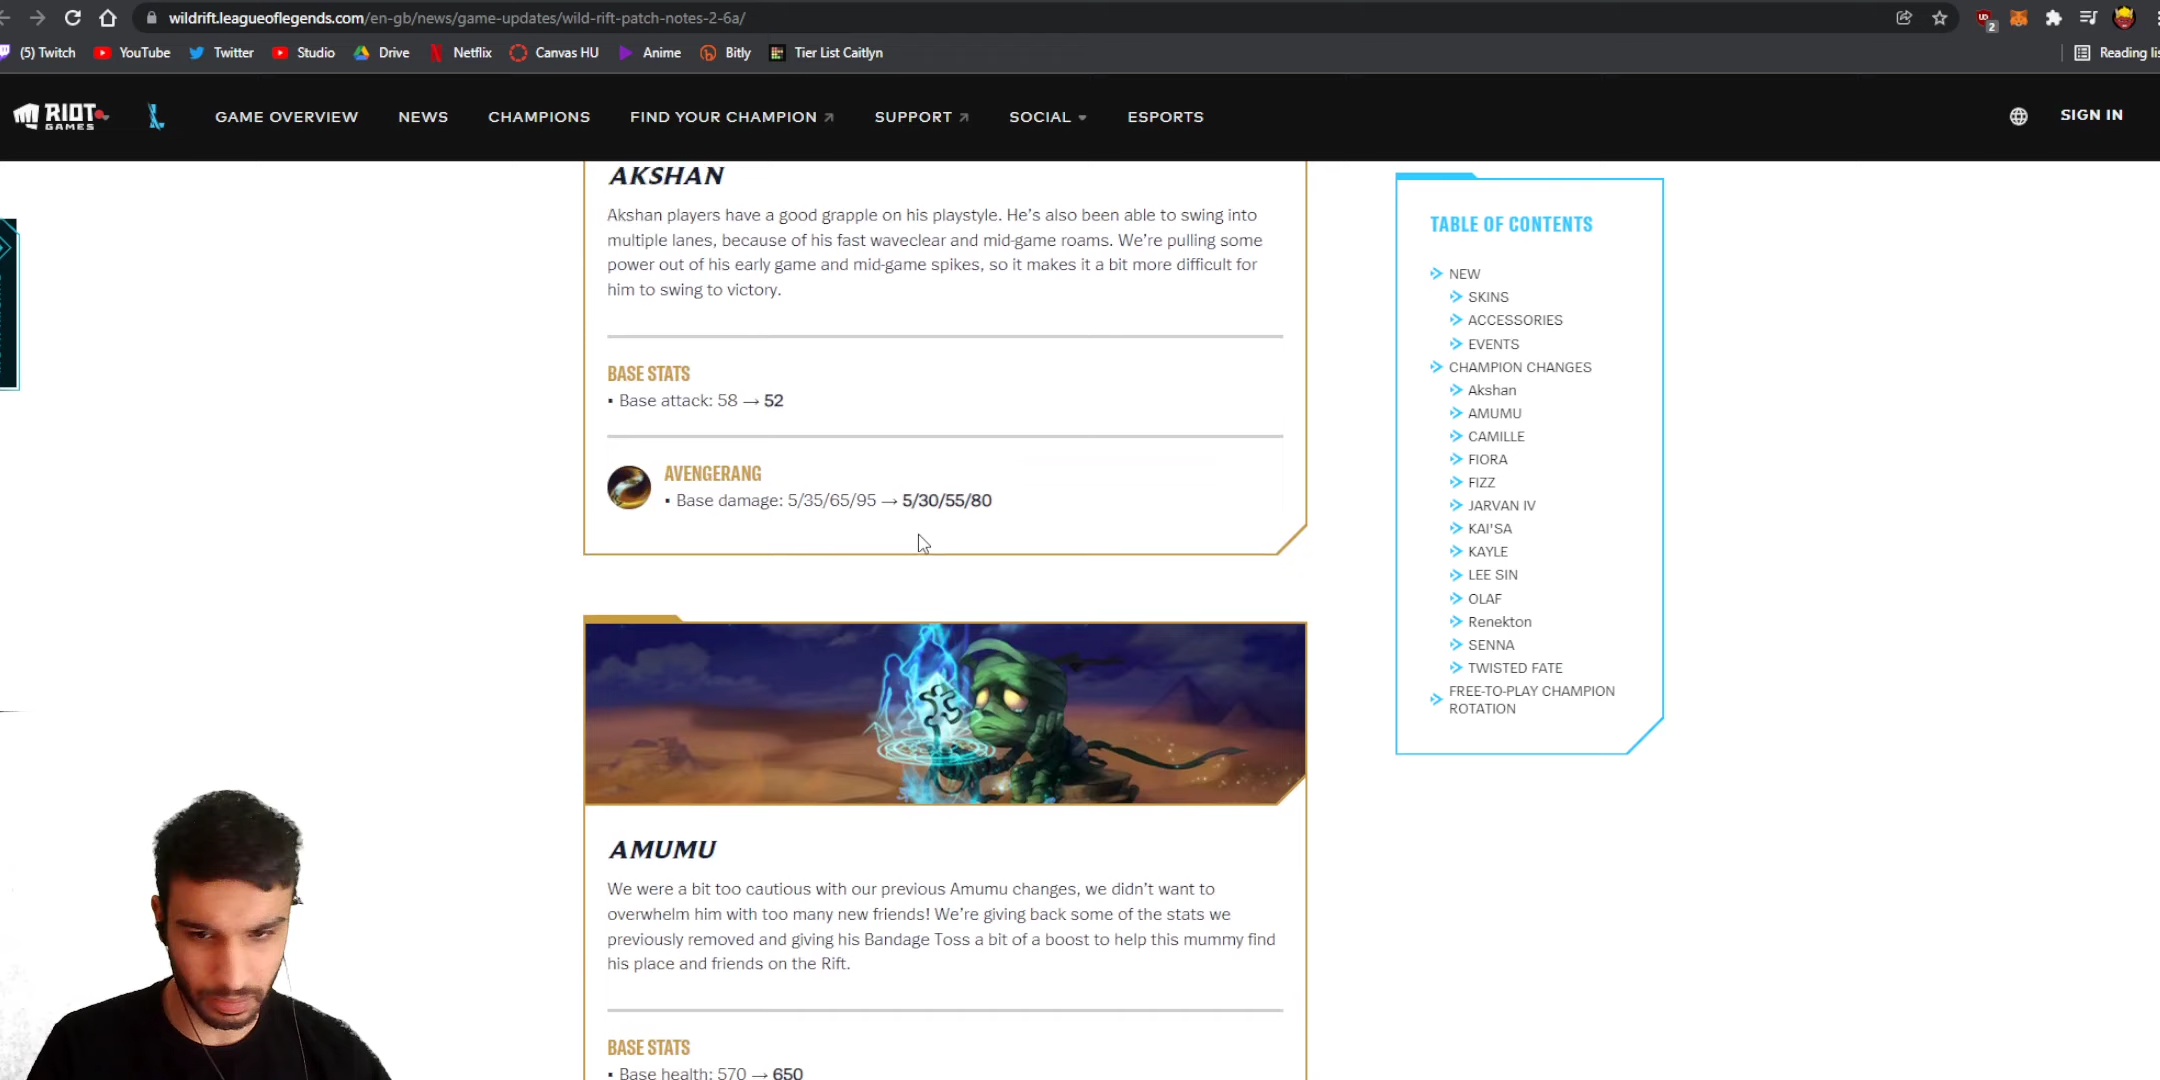 wildrift.leagueoflegends.com/en-gb/news/game-updates/wild-rift-patch-notes-2-6a/
2
(5) Twitch YouTube Twitter Studio Drive Netflix Canvas HU Anime Bitly Tier List Caitlyn Reading lis
RIOT GAMES
GAME OVERVIEW NEWS CHAMPIONS FIND YOUR CHAMPION ↗ SUPPORT ↗ SOCIAL ESPORTS SIGN IN
AKSHAN
Akshan players have a good grapple on his playstyle. He's also been able to swing into
multiple lanes, because of his fast waveclear and mid-game roams. We're pulling some
power out of his early game and mid-game spikes, so it makes it a bit more difficult for
him to swing to victory.
BASE STATS
▪ Base attack: 58 → 52
AVENGERANG
▪ Base damage: 5/35/65/95 → 5/30/55/80
AMUMU
We were a bit too cautious with our previous Amumu changes, we didn't want to
overwhelm him with too many new friends! We're giving back some of the stats we
previously removed and giving his Bandage Toss a bit of a boost to help this mummy find
his place and friends on the Rift.
BASE STATS
▪ Base health: 570 → 650
TABLE OF CONTENTS
NEW
SKINS
ACCESSORIES
EVENTS
CHAMPION CHANGES
Akshan
AMUMU
CAMILLE
FIORA
FIZZ
JARVAN IV
KAI'SA
KAYLE
LEE SIN
OLAF
Renekton
SENNA
TWISTED FATE
FREE-TO-PLAY CHAMPION
ROTATION